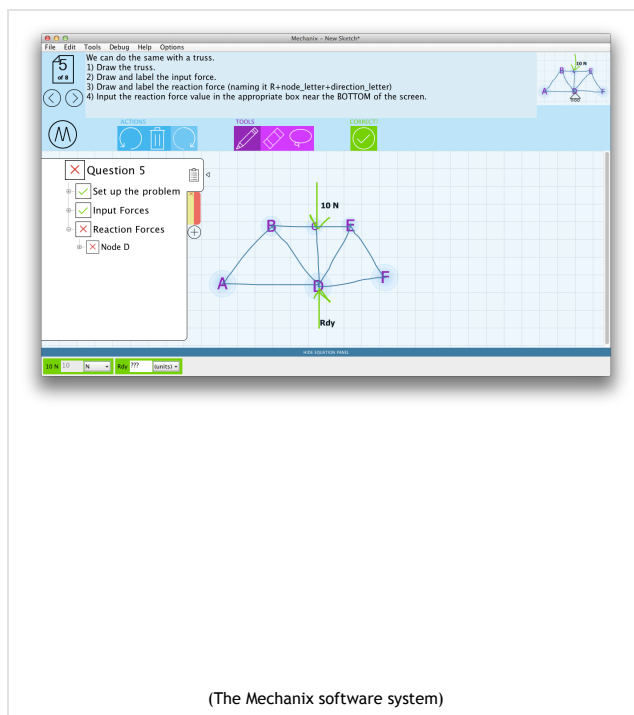 Mechanix - New Sketch*
File Edit Tools Debug Help Options
5
of 8
We can do the same with a truss.
1) Draw the truss.
2) Draw and label the input force.
3) Draw and label the reaction force (naming it R+node_letter+direction_letter)
4) Input the reaction force value in the appropriate box near the BOTTOM of the screen.
10 N
B E
A D F
M
ACTIONS
TOOLS
CORRECT?
Question 5
Set up the problem
Input Forces
Reaction Forces
Node D
10 N
B C E
A D F
Rdy
HIDE EQUATION PANEL
10 N 10 N Rdy ??? (units)
(The Mechanix software system)